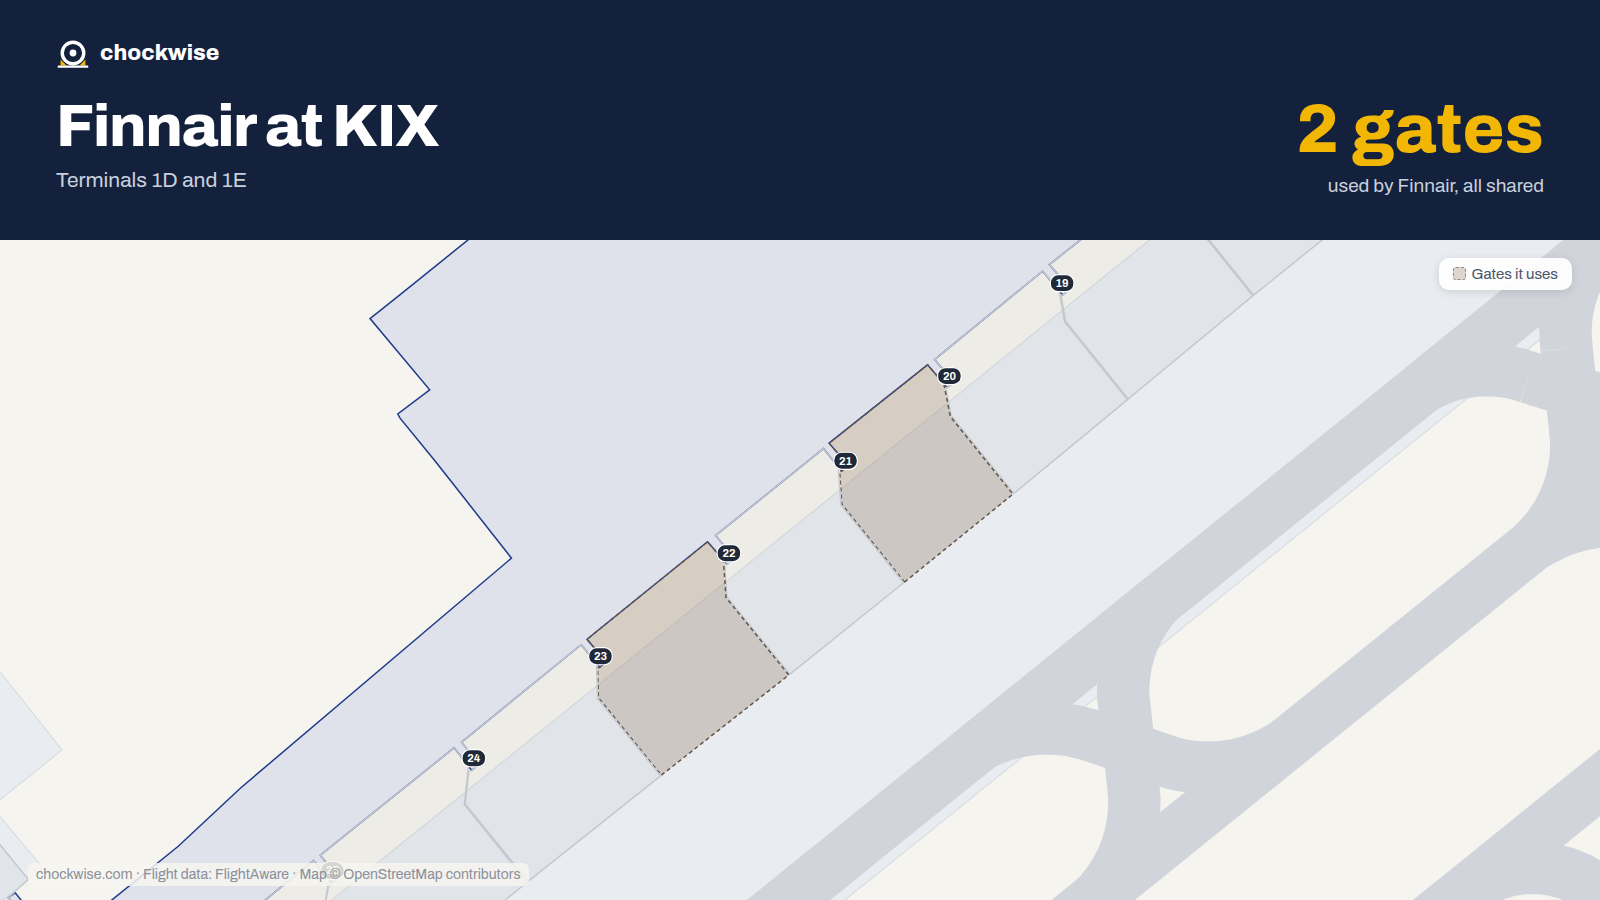 chockwise
Finnair at KIX
Terminals 1D and 1E
2 gates
used by Finnair, all shared
Gates it uses
19
20
21
22
23
24
chockwise.com · Flight data: FlightAware · Map © OpenStreetMap contributors